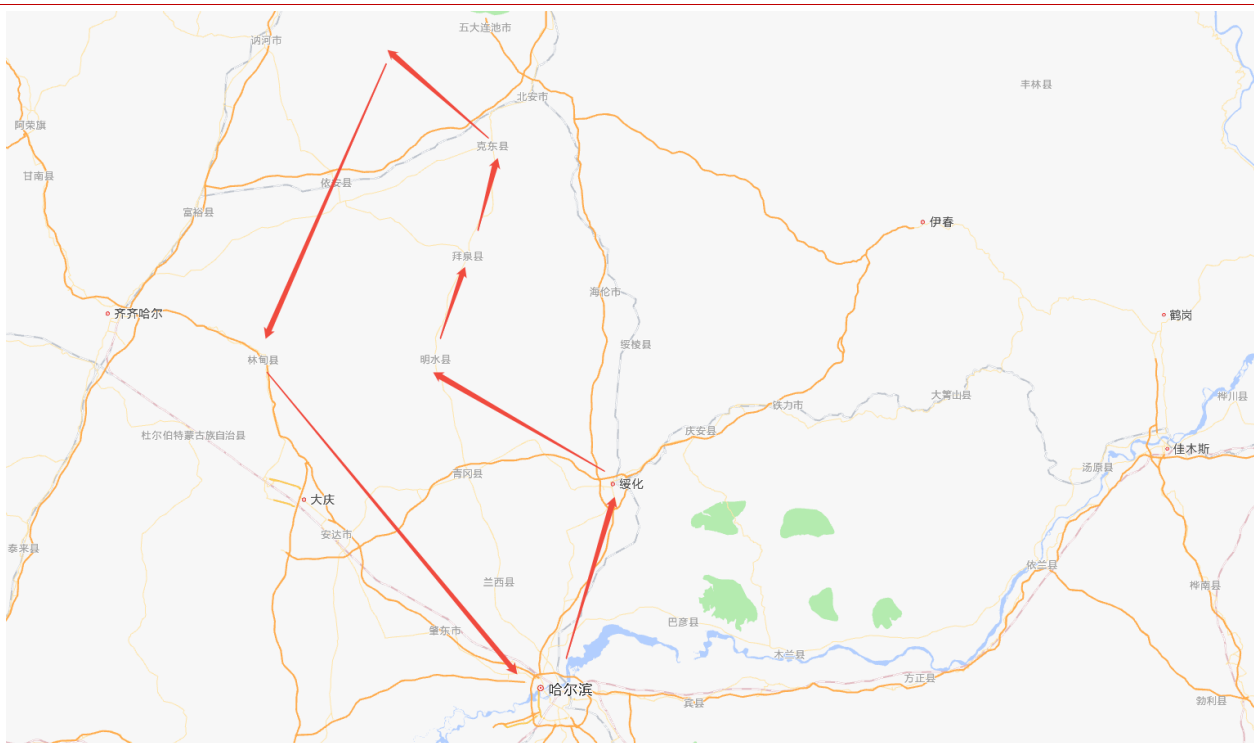 五大连池市
讷河市
丰林县
北安市
阿荣旗
克东县
甘南县
依安县
富裕县
伊春
拜泉县
海伦市
齐齐哈尔
鹤岗
绥棱县
林甸县
明水县
大箐山县
桦川县
铁力市
庆安县
杜尔伯特蒙古族自治县
佳木斯
汤原县
青冈县
绥化
大庆
安达市
泰来县
依兰县
兰西县
桦南县
巴彦县
肇东市
木兰县
方正县
哈尔滨
宾县
勃利县